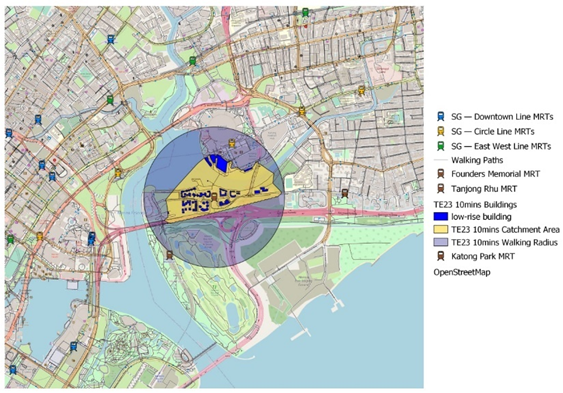 SG — Downtown Line MRTs
SG — Circle Line MRTs
SG — East West Line MRTs
Walking Paths
Founders Memorial MRT
Tanjong Rhu MRT
TE23 10mins Buildings
low-rise building
TE23 10mins Catchment Area
TE23 10mins Walking Radius
Katong Park MRT
OpenStreetMap